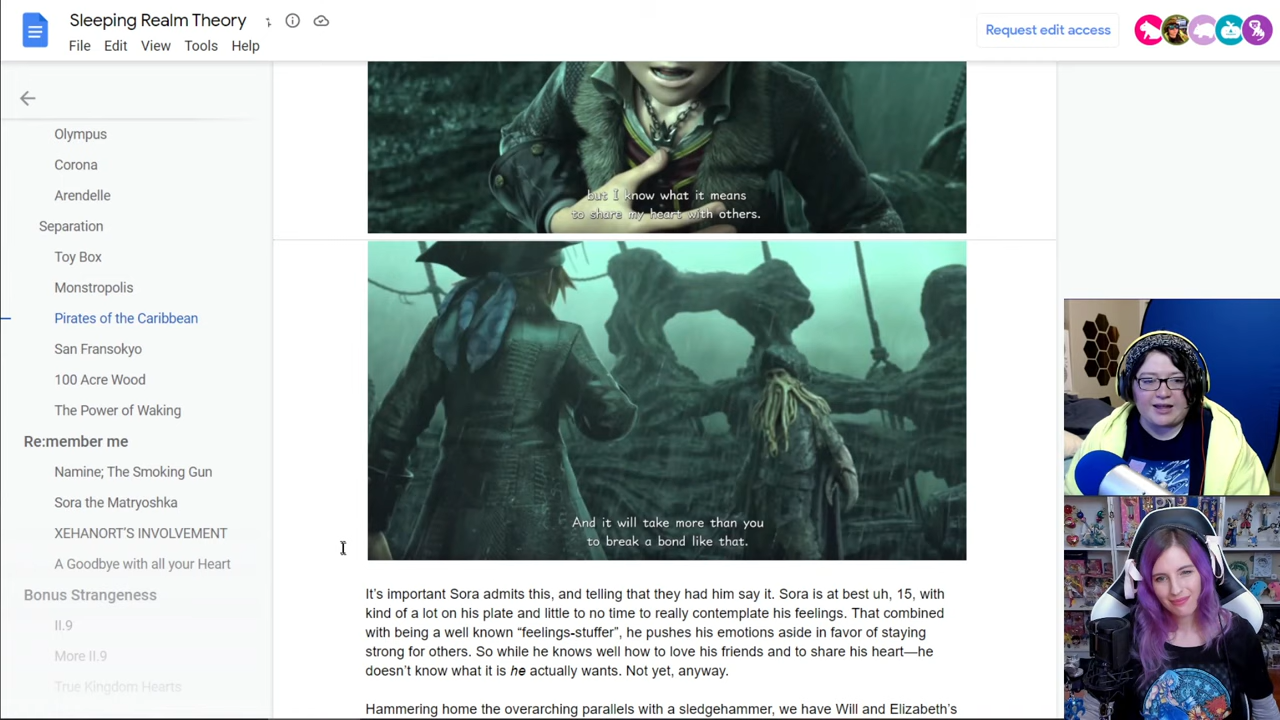 Sleeping Realm Theory
File Edit View Tools Help
Request edit access
Olympus
Corona
Arendelle
Separation
Toy Box
Monstropolis
Pirates of the Caribbean
San Fransokyo
100 Acre Wood
The Power of Waking
Re:member me
Namine; The Smoking Gun
Sora the Matryoshka
XEHANORT'S INVOLVEMENT
A Goodbye with all your Heart
Bonus Strangeness
II.9
More II.9
True Kingdom Hearts
but I know what it means
to share my heart with others.
And it will take more than you
to break a bond like that.
It's important Sora admits this, and telling that they had him say it. Sora is at best uh, 15, with
kind of a lot on his plate and little to no time to really contemplate his feelings. That combined
with being a well known “feelings-stuffer”, he pushes his emotions aside in favor of staying
strong for others. So while he knows well how to love his friends and to share his heart—he
doesn't know what it is he actually wants. Not yet, anyway.
Hammering home the overarching parallels with a sledgehammer, we have Will and Elizabeth's